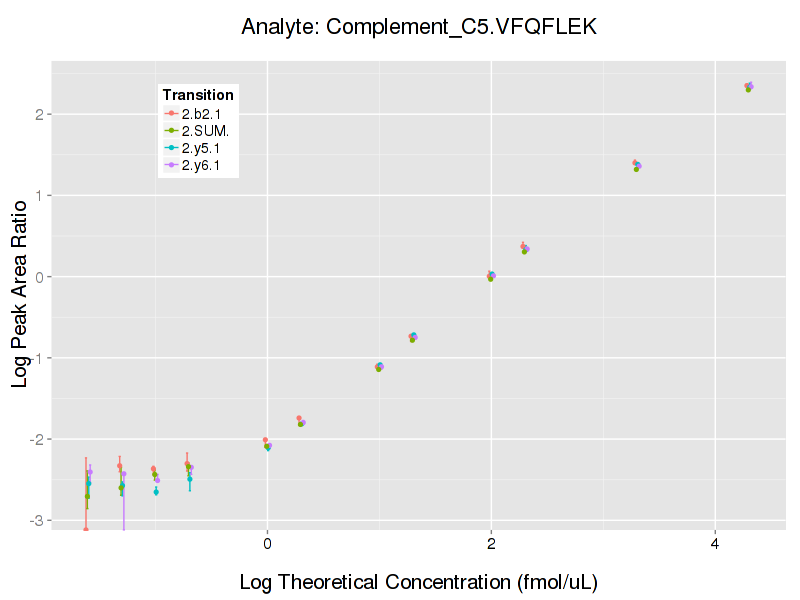 Analyte: Complement_C5.VFQFLEK
Log Peak Area Ratio
2
1
0
-1
-2
-3
Transition
2.b2.1
2.SUM.
2.y5.1
2.y6.1
0
2
4
Log Theoretical Concentration (fmol/uL)